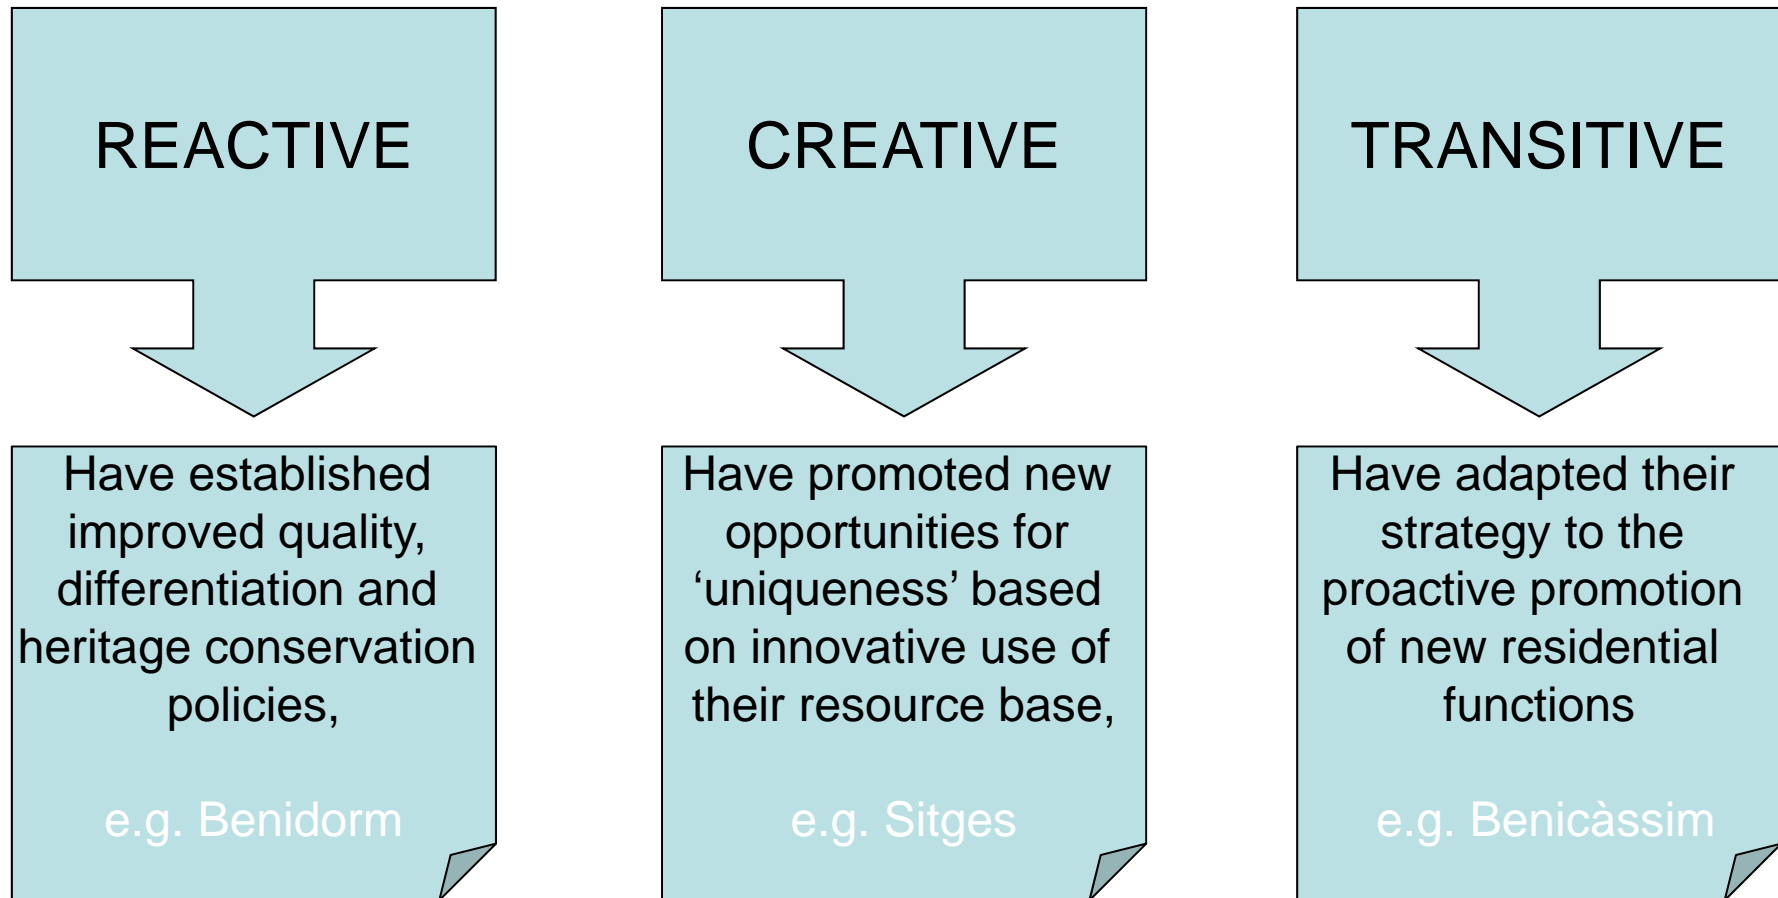 REACTIVE
CREATIVE
TRANSITIVE
Have established
improved quality,
differentiation and
heritage conservation
policies,
e.g. Benidorm
Have promoted new
opportunities for
‘uniqueness’ based
on innovative use of
their resource base,
e.g. Sitges
Have adapted their
strategy to the
proactive promotion
of new residential
functions
e.g. Benicàssim